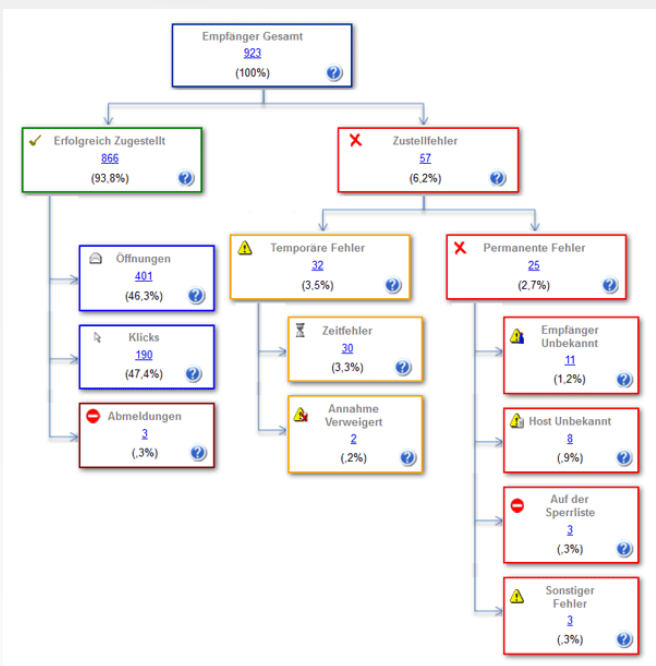 Empfänger Gesamt
923
(100%)
Erfolgreich Zugestellt
866
(93,8%)
Zustellfehler
57
(6,2%)
Öffnungen
401
(46,3%)
Klicks
190
(47,4%)
Abmeldungen
3
(,3%)
Temporäre Fehler
32
(3,5%)
Zeitfehler
30
(3,3%)
Annahme
Verweigert
2
(,2%)
Permanente Fehler
25
(2,7%)
Empfänger
Unbekannt
11
(1,2%)
Host Unbekannt
8
(,9%)
Auf der
Sperrliste
3
(,3%)
Sonstiger
Fehler
3
(,3%)